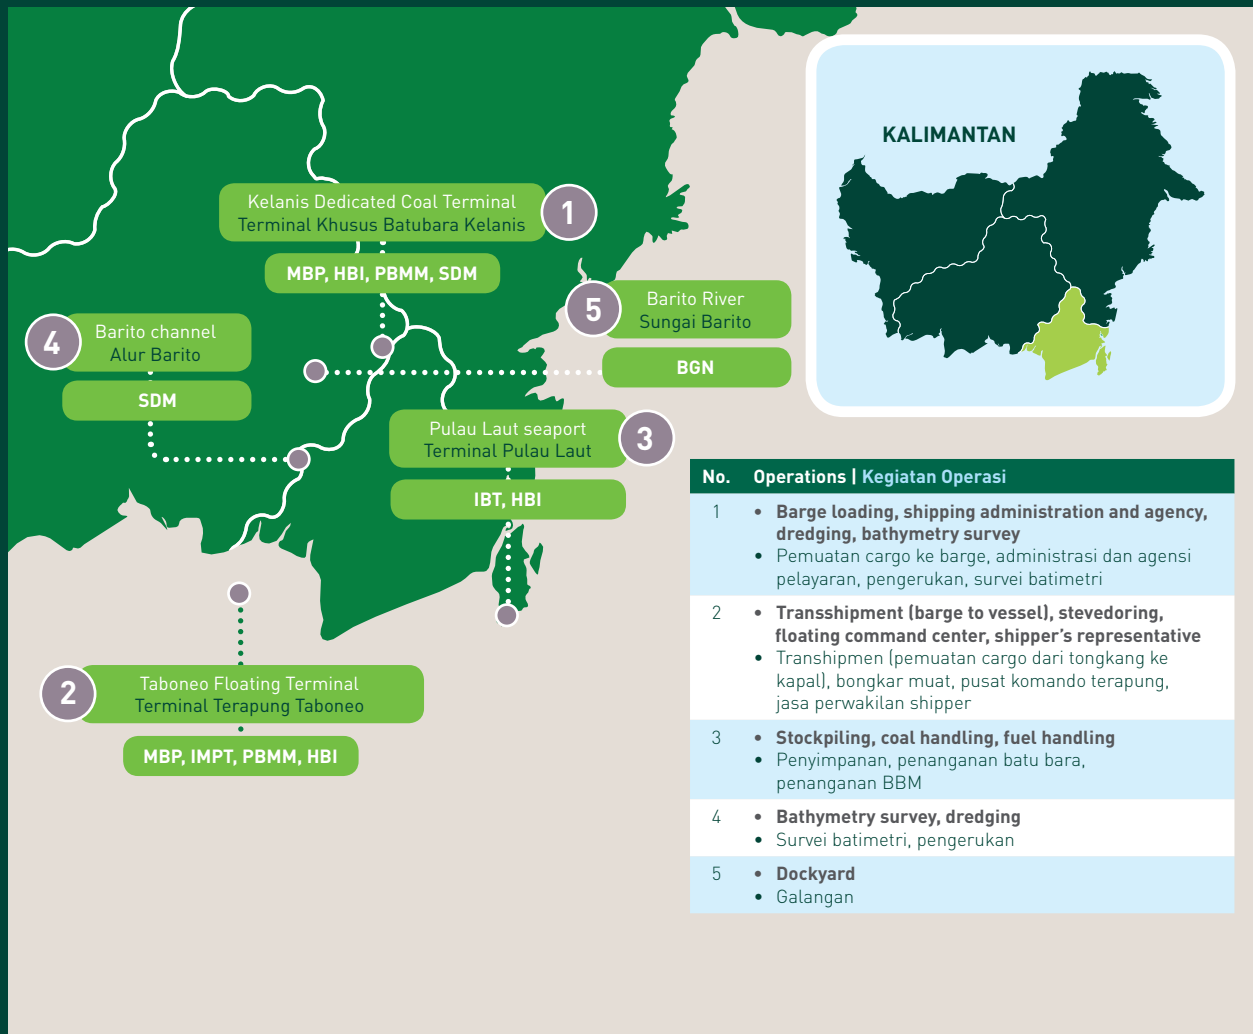 KALIMANTAN
Kelanis Dedicated Coal Terminal
Terminal Khusus Batubara Kelanis
1
MBP, HBI, PBMM, SDM
5
Barito River
Sungai Barito
BGN
4
Barito channel
Alur Barito
SDM
Pulau Laut seaport
Terminal Pulau Laut
3
IBT, HBI
2
Taboneo Floating Terminal
Terminal Terapung Taboneo
MBP, IMPT, PBMM, HBI
No. Operations | Kegiatan Operasi
1 • Barge loading, shipping administration and agency,
dredging, bathymetry survey
• Pemuatan cargo ke barge, administrasi dan agensi
pelayaran, pengerukan, survei batimetri
2 • Transshipment (barge to vessel), stevedoring,
floating command center, shipper's representative
• Transhipmen (pemuatan cargo dari tongkang ke
kapal), bongkar muat, pusat komando terapung,
jasa perwakilan shipper
3 • Stockpiling, coal handling, fuel handling
• Penyimpanan, penanganan batu bara,
penanganan BBM
4 • Bathymetry survey, dredging
• Survei batimetri, pengerukan
5 • Dockyard
• Galangan